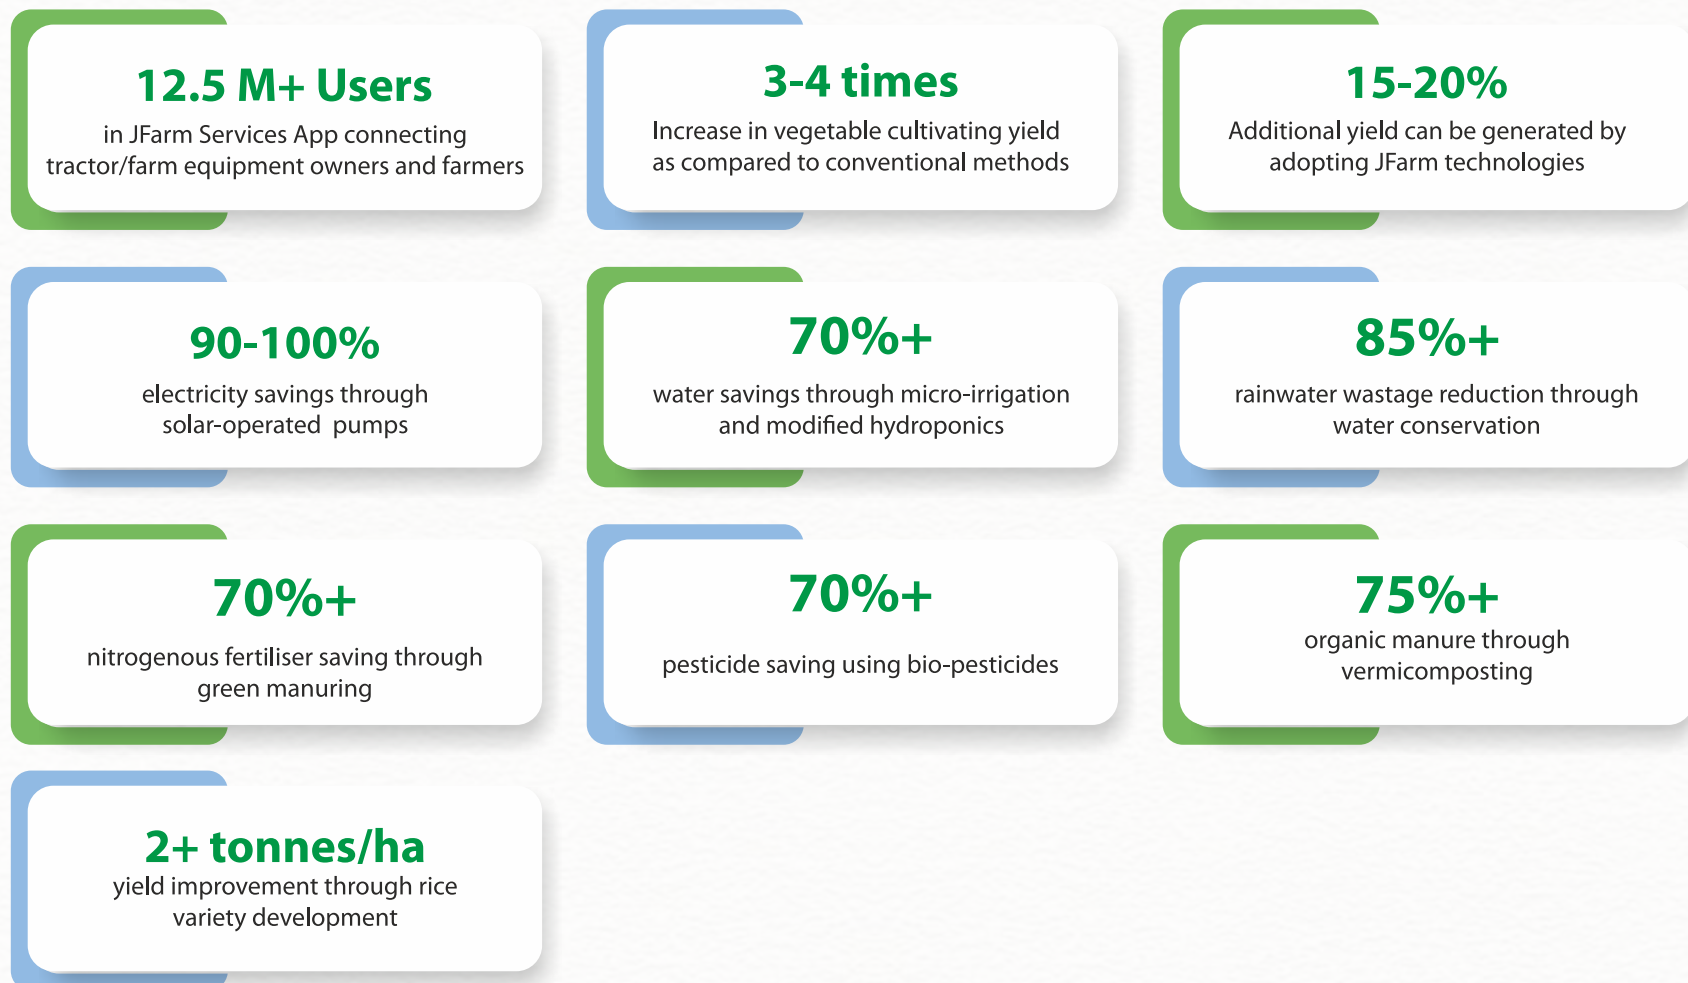 12.5 M+ Users
in JFarm Services App connecting
tractor/farm equipment owners and farmers
3-4 times
Increase in vegetable cultivating yield
as compared to conventional methods
15-20%
Additional yield can be generated by
adopting JFarm technologies
90-100%
electricity savings through
solar-operated pumps
70%+
water savings through micro-irrigation
and modified hydroponics
85%+
rainwater wastage reduction through
water conservation
70%+
nitrogenous fertiliser saving through
green manuring
70%+
pesticide saving using bio-pesticides
75%+
organic manure through
vermicomposting
2+ tonnes/ha
yield improvement through rice
variety development